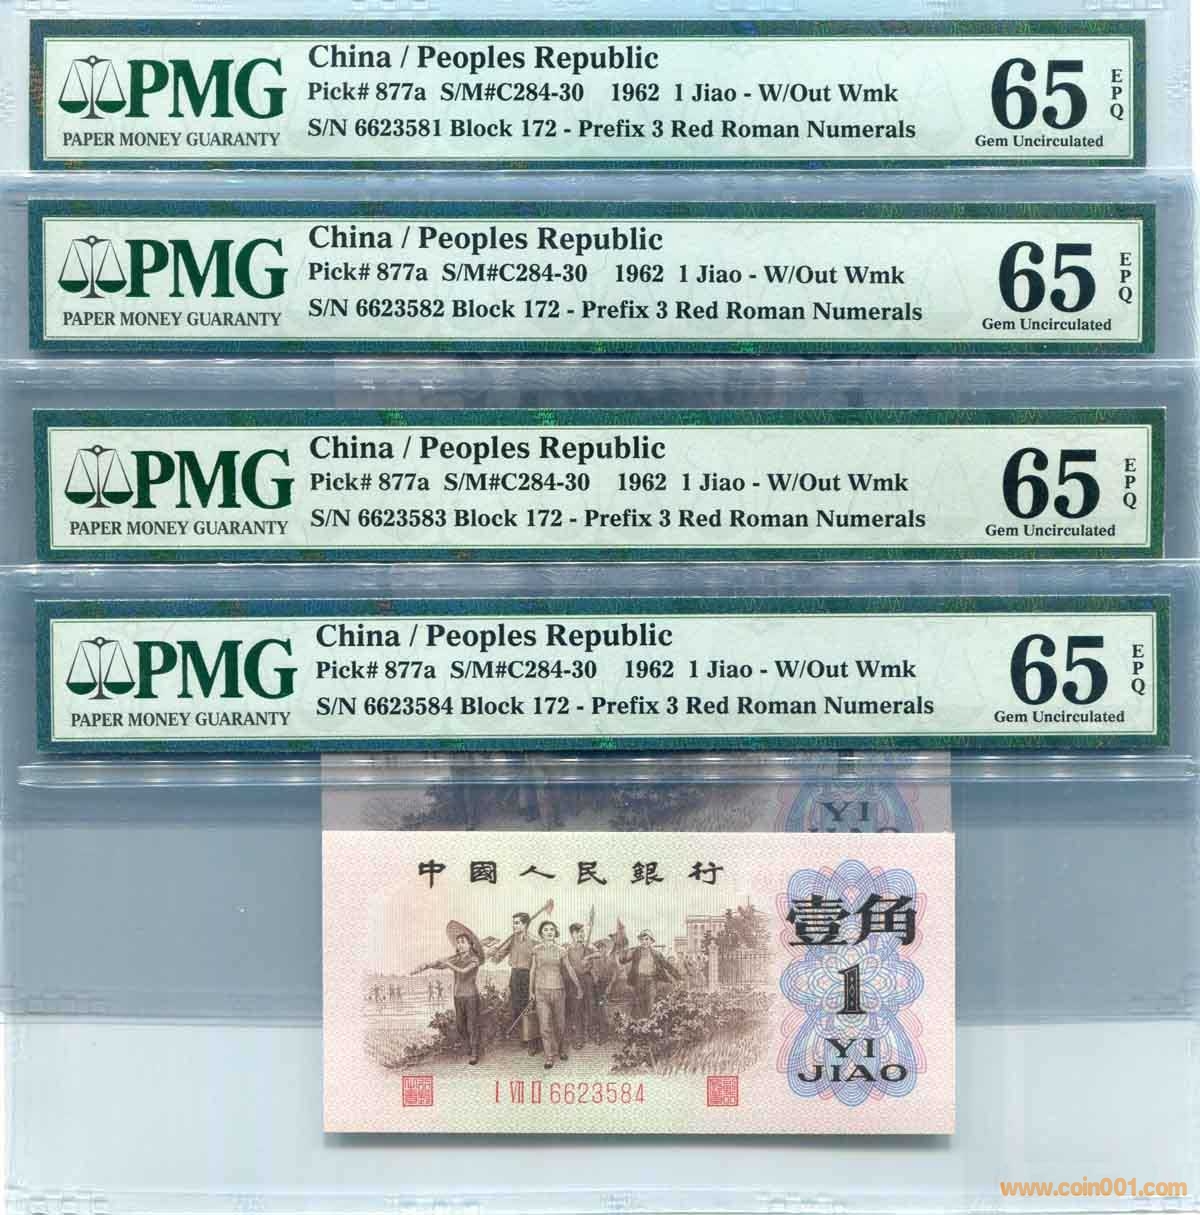 PMG
PAPER MONEY GUARANTY
China / Peoples Republic
Pick# 877a S/M#C284-30 1962 1 Jiao - W/Out Wmk
S/N 6623581 Block 172 - Prefix 3 Red Roman Numerals
65
EPQ
Gem Uncirculated
PMG
PAPER MONEY GUARANTY
China / Peoples Republic
Pick# 877a S/M#C284-30 1962 1 Jiao - W/Out Wmk
S/N 6623582 Block 172 - Prefix 3 Red Roman Numerals
65
EPQ
Gem Uncirculated
PMG
PAPER MONEY GUARANTY
China / Peoples Republic
Pick# 877a S/M#C284-30 1962 1 Jiao - W/Out Wmk
S/N 6623583 Block 172 - Prefix 3 Red Roman Numerals
65
EPQ
Gem Uncirculated
PMG
PAPER MONEY GUARANTY
China / Peoples Republic
Pick# 877a S/M#C284-30 1962 1 Jiao - W/Out Wmk
S/N 6623584 Block 172 - Prefix 3 Red Roman Numerals
65
EPQ
Gem Uncirculated
1
YI
JIAO
中國人民銀行
壹角
1
YI
JIAO
I VII II 6623584
www.coin001.com